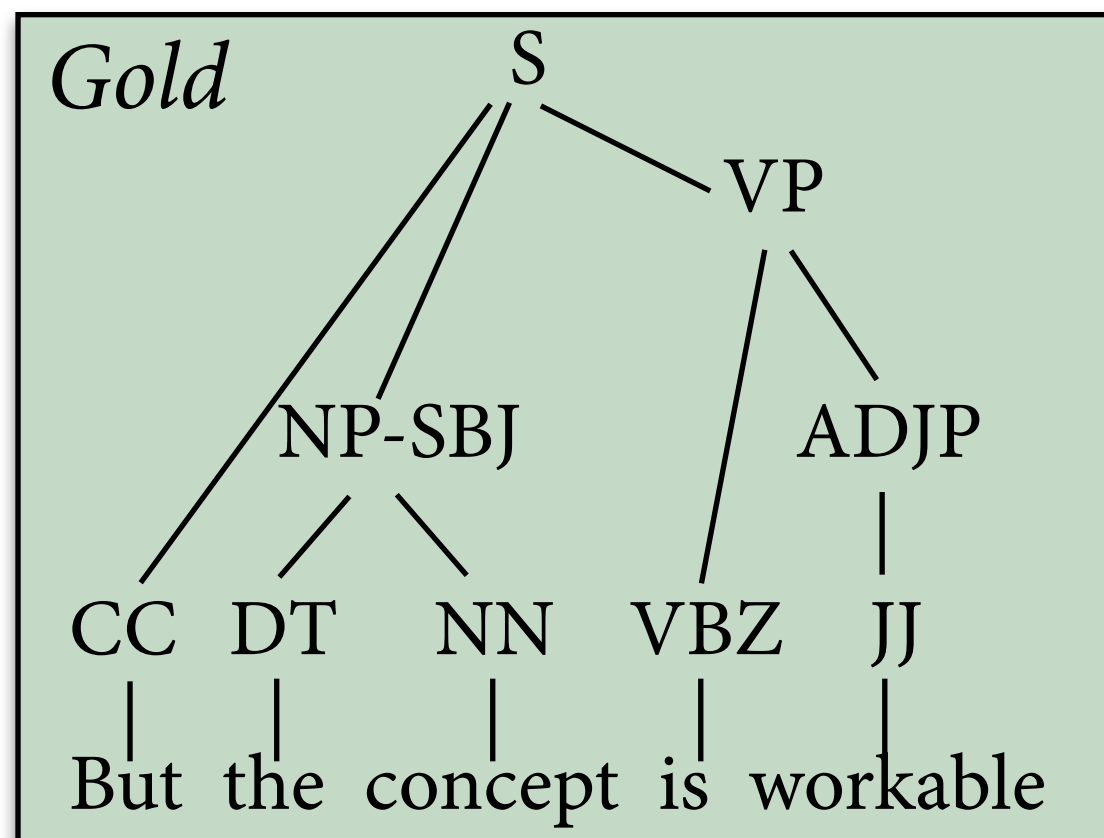 Gold
S
VP
NP-SBJ ADJP
CC DT NN VBZ JJ
But the concept is workable